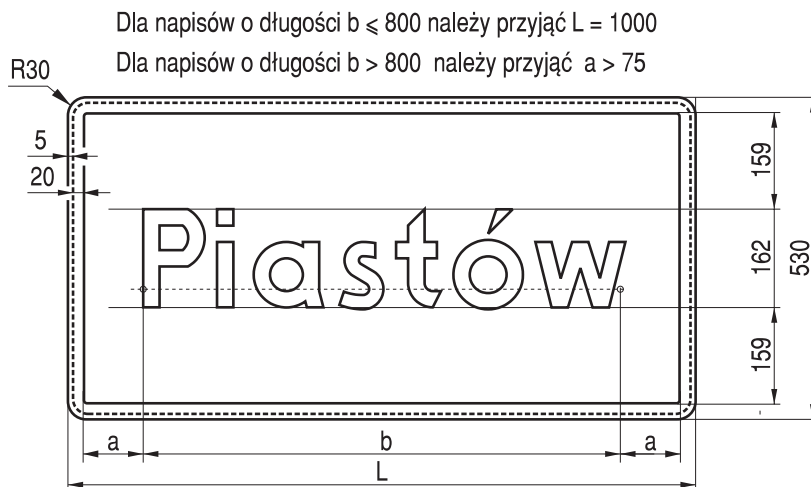 Dla napisów o długości b ⩽ 800 należy przyjąć L = 1000
Dla napisów o długości b > 800 należy przyjąć a > 75
R30
5
20
159
162
530
159
Piastów
a
b
a
L